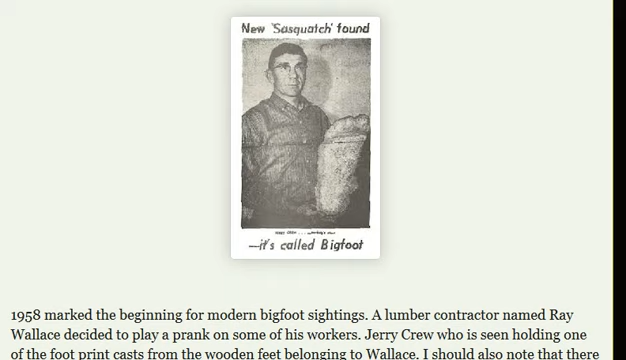 New 'Sasquatch' found
—it's called Bigfoot
1958 marked the beginning for modern bigfoot sightings. A lumber contractor named Ray
Wallace decided to play a prank on some of his workers. Jerry Crew who is seen holding one
of the foot print casts from the wooden feet belonging to Wallace. I should also note that there